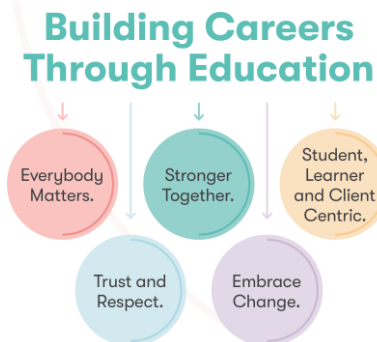 Building Careers
Through Education
Everybody
Matters.
Stronger
Together.
Student,
Learner
and Client
Centric.
Trust and
Respect.
Embrace
Change.